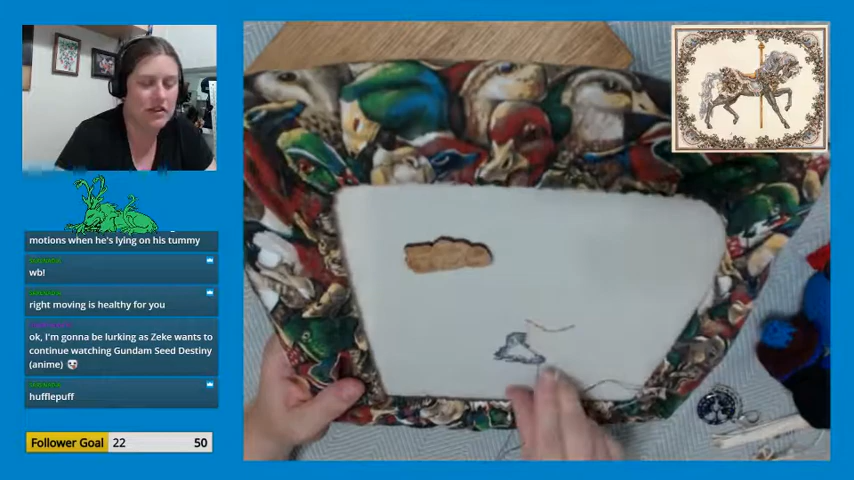 motions when he's lying on his tummy
wb!
right moving is healthy for you
ok, I'm gonna be lurking as Zeke wants to
continue watching Gundam Seed Destiny
(anime)
hufflepuff
Follower Goal 22 50